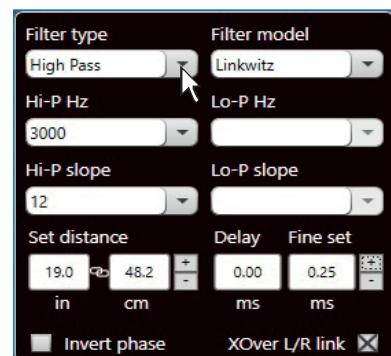 Filter type Filter model
High Pass Linkwitz
Hi-P Hz Lo-P Hz
3000
Hi-P slope Lo-P slope
12
Set distance Delay Fine set
19.0 48.2 + - 0.00 0.25 + -
in cm ms ms
Invert phase XOver L/R link